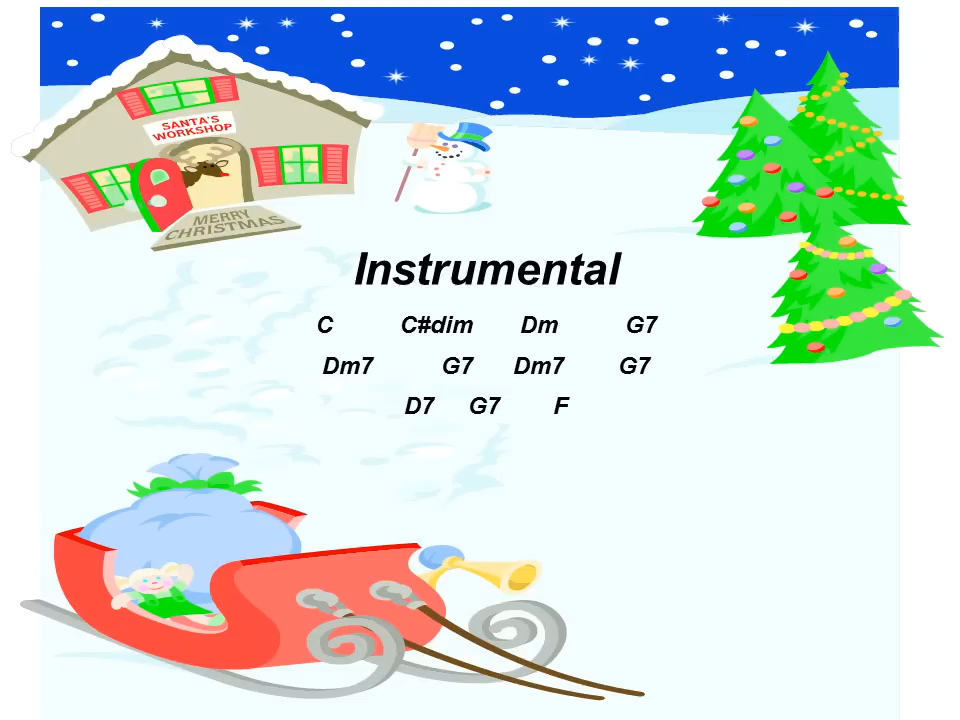 SANTA'S
WORKSHOP
MERRY
CHRISTMAS
Instrumental
C C#dim Dm G7
Dm7 G7 Dm7 G7
D7 G7 F